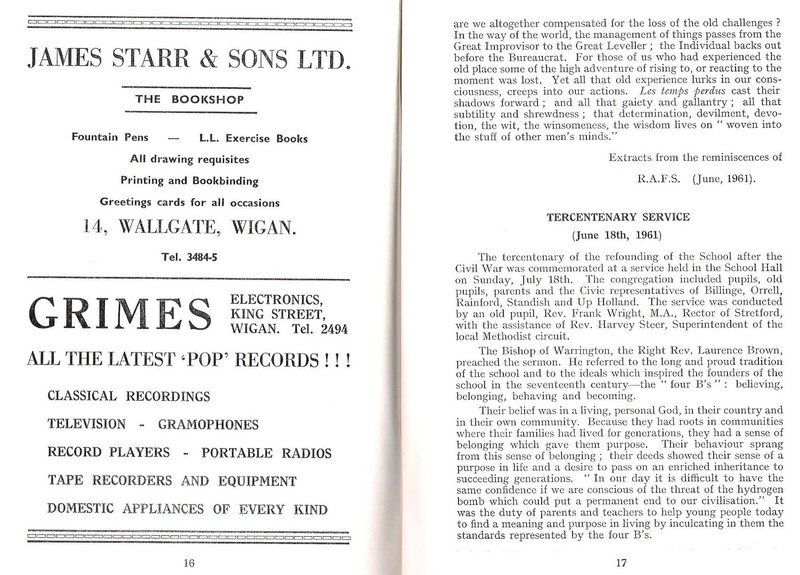 JAMES STARR & SONS LTD.
THE BOOKSHOP
Fountain Pens — L.L. Exercise Books
All drawing requisites
Printing and Bookbinding
Greetings cards for all occasions
14, WALLGATE, WIGAN.
Tel. 3484-5
GRIMES
ELECTRONICS,
KING STREET,
WIGAN. Tel. 2494
ALL THE LATEST ‘POP’ RECORDS ! ! !
CLASSICAL RECORDINGS
TELEVISION - GRAMOPHONES
RECORD PLAYERS - PORTABLE RADIOS
TAPE RECORDERS AND EQUIPMENT
DOMESTIC APPLIANCES OF EVERY KIND
16
are we altogether compensated for the loss of the old challenges ?
In the way of the world, the management of things passes from the
Great Improvisor to the Great Leveller ; the Individual backs out
before the Bureaucrat. For those of us who had experienced the
old place some of the high adventure of rising to, or reacting to the
moment was lost. Yet all that old experience lurks in our cons-
ciousness, creeps into our actions. Les temps perdus cast their
shadows forward ; and all that gaiety and gallantry ; all that
subtility and shrewdness ; that determination, devilment, devo-
tion, the wit, the winsomeness, the wisdom lives on “ woven into
the stuff of other men's minds.”
Extracts from the reminiscences of
R.A.F.S. (June, 1961).
TERCENTENARY SERVICE
(June 18th, 1961)
The tercentenary of the refounding of the School after the
Civil War was commemorated at a service held in the School Hall
on Sunday, July 18th. The congregation included pupils, old
pupils, parents and the Civic representatives of Billinge, Orrell,
Rainford, Standish and Up Holland. The service was conducted
by an old pupil, Rev. Frank Wright, M.A., Rector of Stretford,
with the assistance of Rev. Harvey Steer, Superintendent of the
local Methodist circuit.
The Bishop of Warrington, the Right Rev. Laurence Brown,
preached the sermon. He referred to the long and proud tradition
of the school and to the ideals which inspired the founders of the
school in the seventeenth century—the “ four B's ” : believing,
belonging, behaving and becoming.
Their belief was in a living, personal God, in their country and
in their own community. Because they had roots in communities
where their families had lived for generations, they had a sense of
belonging which gave them purpose. Their behaviour sprang
from this sense of belonging ; their deeds showed their sense of a
purpose in life and a desire to pass on an enriched inheritance to
succeeding generations. “ In our day it is difficult to have the
same confidence if we are conscious of the threat of the hydrogen
bomb which could put a permanent end to our civilisation.” It
was the duty of parents and teachers to help young people today
to find a meaning and purpose in living by inculcating in them the
standards represented by the four B's.
17